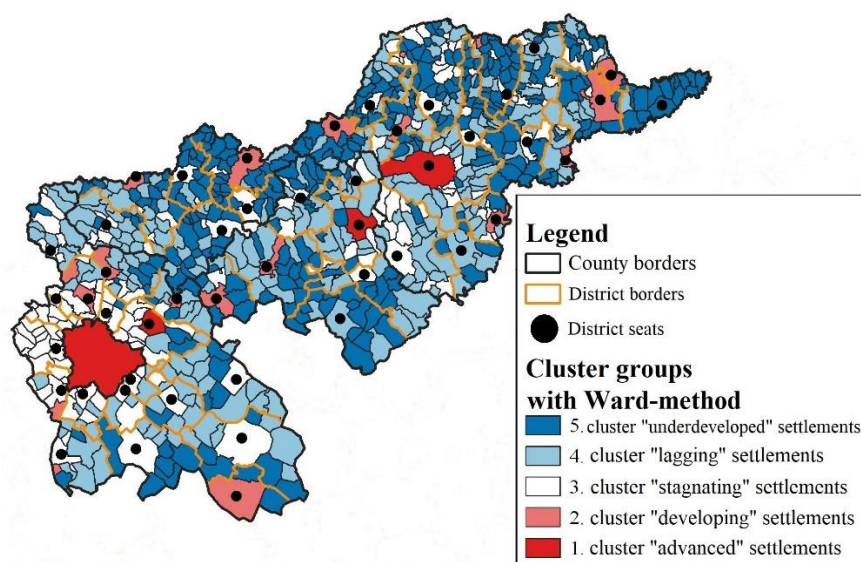 Legend
County borders
District borders
District seats
Cluster groups
with Ward-method
5. cluster "underdeveloped" settlements
4. cluster "lagging" settlements
3. cluster "stagnating" settlements
2. cluster "developing" settlements
1. cluster "advanced" settlements